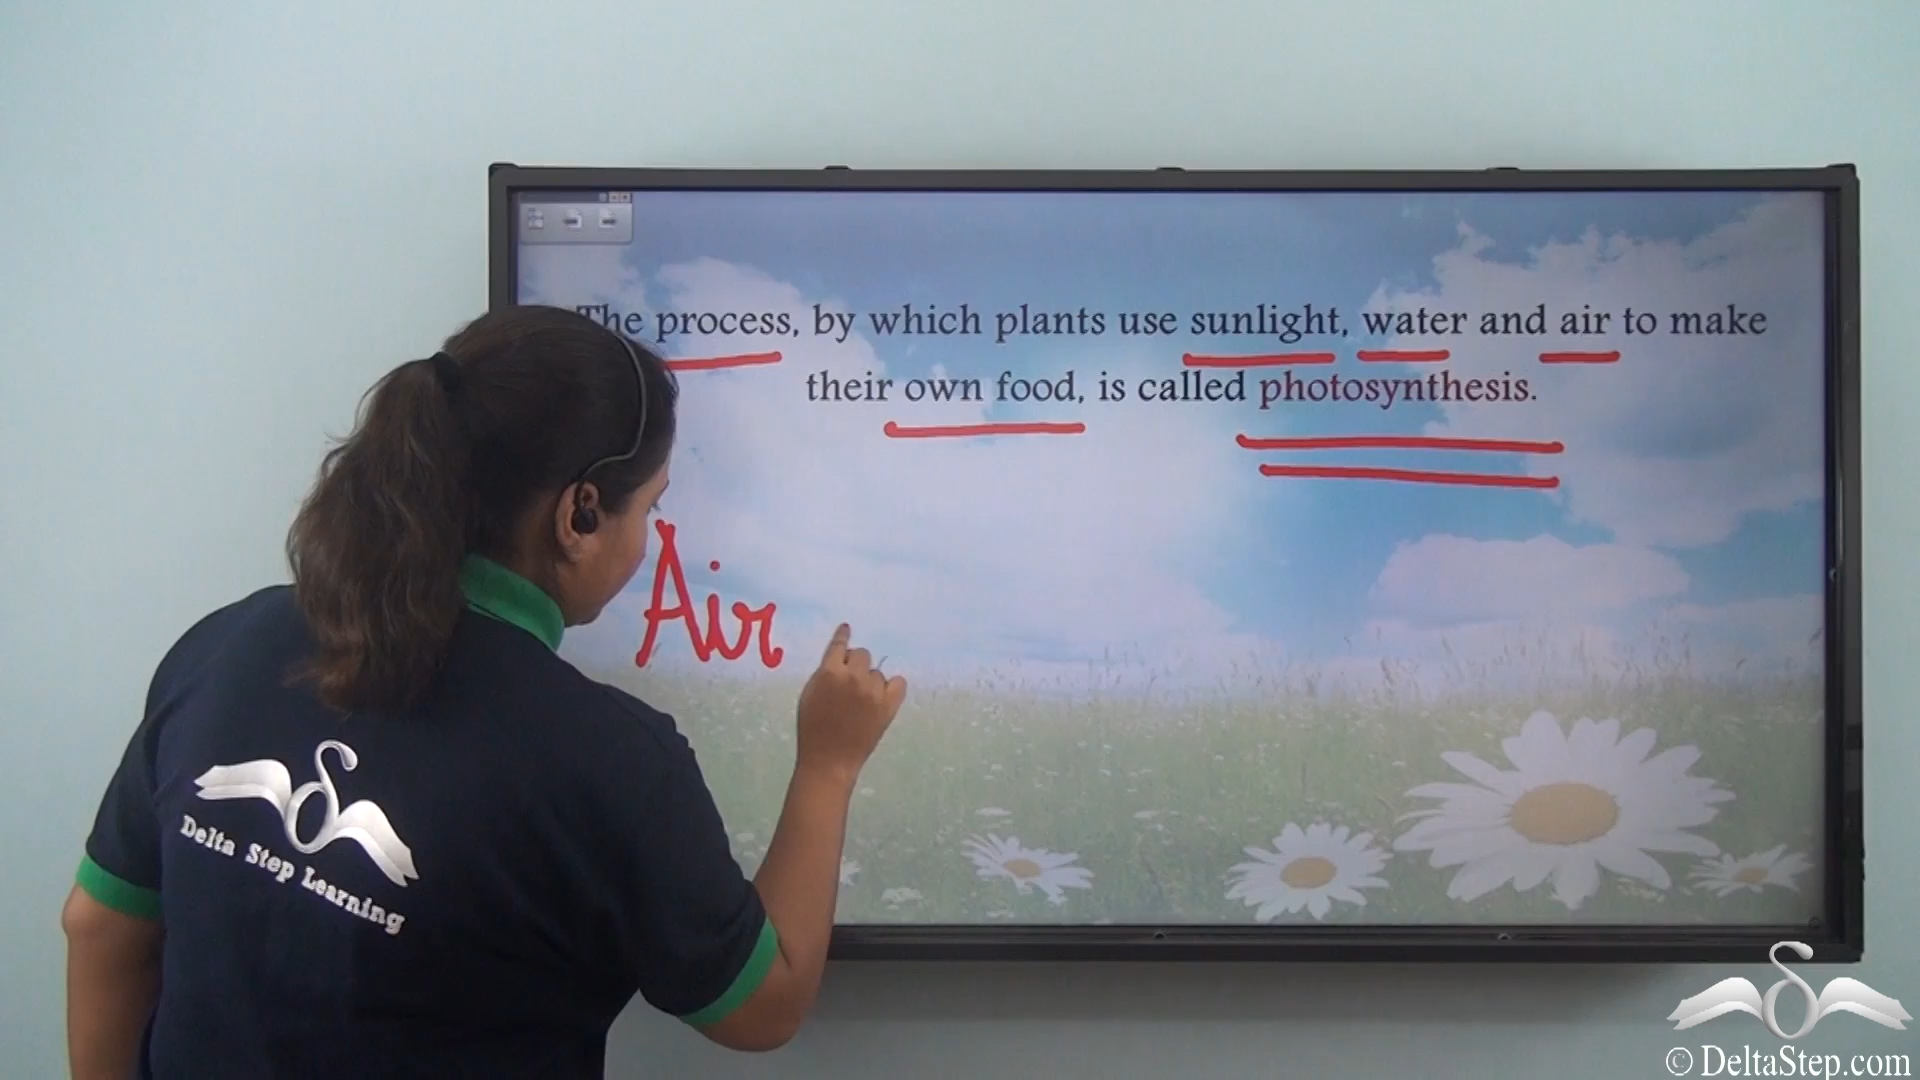 The process, by which plants use sunlight, water and air to make
their own food, is called photosynthesis.
Air
Delta Step Learning
© DeltaStep.com